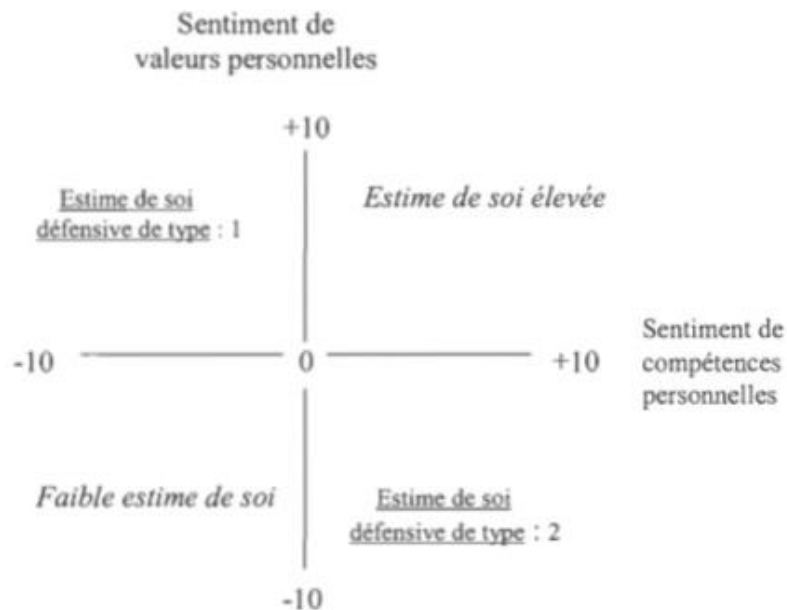 Sentiment de
valeurs personnelles
+10
Estime de soi
défensive de type : 1
Estime de soi élevée
-10
0
+10
Sentiment de
compétences
personnelles
Faible estime de soi
Estime de soi
défensive de type : 2
-10